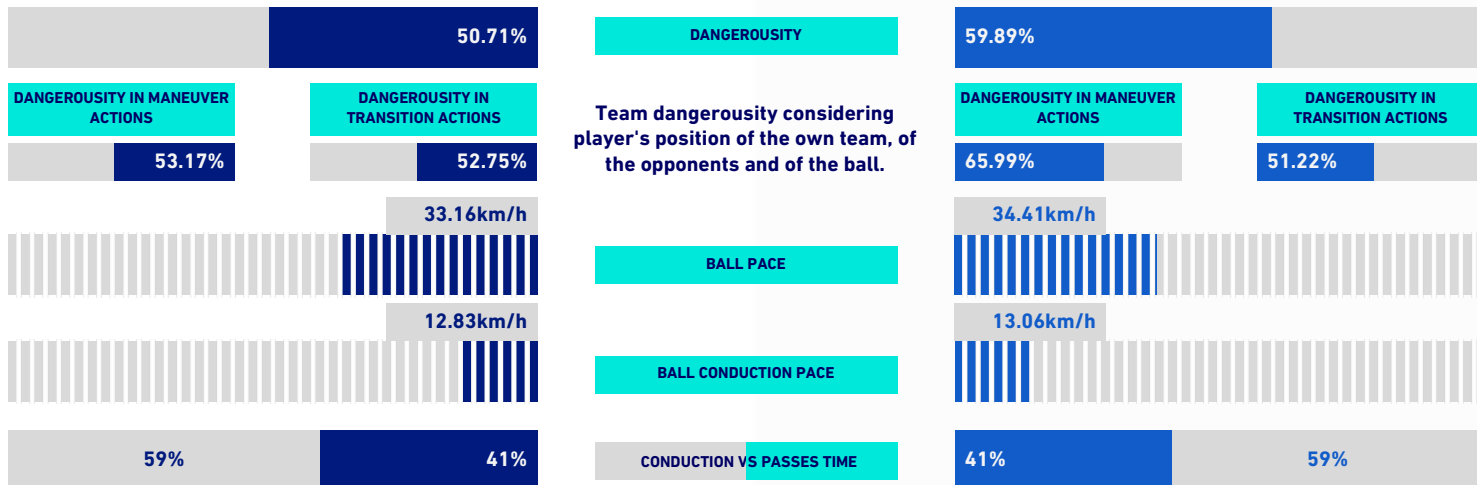 50.71%
DANGEROUSITY
59.89%
DANGEROUSITY IN MANEUVER
ACTIONS
DANGEROUSITY IN
TRANSITION ACTIONS
53.17%
52.75%
Team dangerousity considering
player's position of the own team, of
the opponents and of the ball.
DANGEROUSITY IN MANEUVER
ACTIONS
DANGEROUSITY IN
TRANSITION ACTIONS
65.99%
51.22%
33.16km/h
BALL PACE
34.41km/h
12.83km/h
BALL CONDUCTION PACE
13.06km/h
59%
41%
CONDUCTION VS PASSES TIME
41%
59%